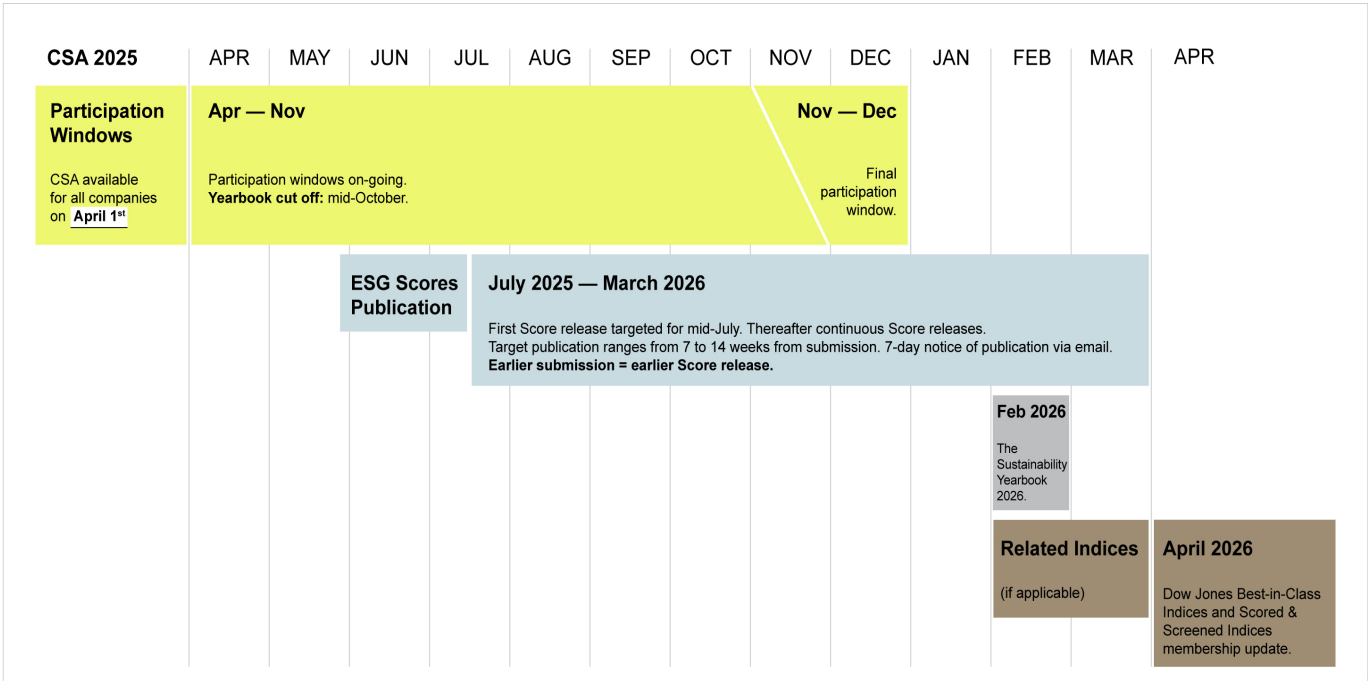 CSA 2025 APR MAY JUN JUL AUG SEP OCT NOV DEC JAN FEB MAR APR
Participation
Windows
CSA available
for all companies
on April 1st
Apr — Nov
Participation windows on-going.
Yearbook cut off: mid-October.
Nov — Dec
Final
participation
window.
ESG Scores
Publication
July 2025 — March 2026
First Score release targeted for mid-July. Thereafter continuous Score releases.
Target publication ranges from 7 to 14 weeks from submission. 7-day notice of publication via email.
Earlier submission = earlier Score release.
Feb 2026
The
Sustainability
Yearbook
2026.
Related Indices
(if applicable)
April 2026
Dow Jones Best-in-Class
Indices and Scored &
Screened Indices
membership update.